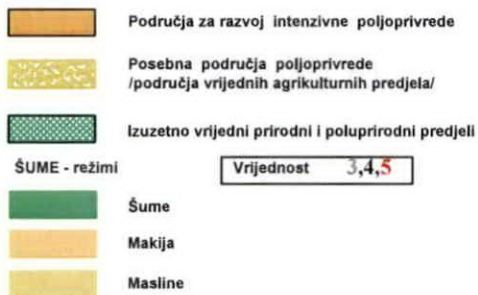 Područja za razvoj intenzivne poljoprivrede
Posebna područja poljoprivrede
/područja vrijednih agrikulturnih predjela/
Izuzetno vrijedni prirodni i poluprirodni predjeli
ŠUME - režimi
Vrijednost 3,4,5
Šume
Makija
Masline